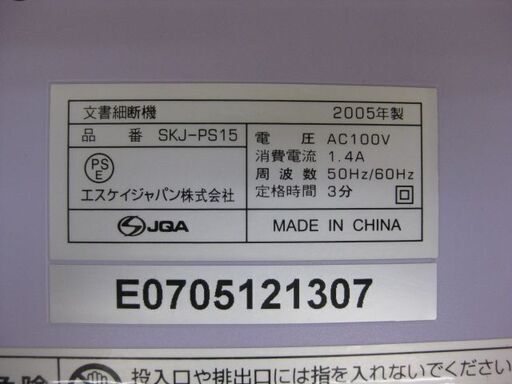 文書細断機 2005年製
品番 SKJ-PS15
PS
E
エスケイジャパン株式会社
電圧 AC100V
消費電流 1.4A
周波数 50Hz/60Hz
定格時間 3分
JQA MADE IN CHINA
E0705121307
投入口や排出口には指を入れないでくださ